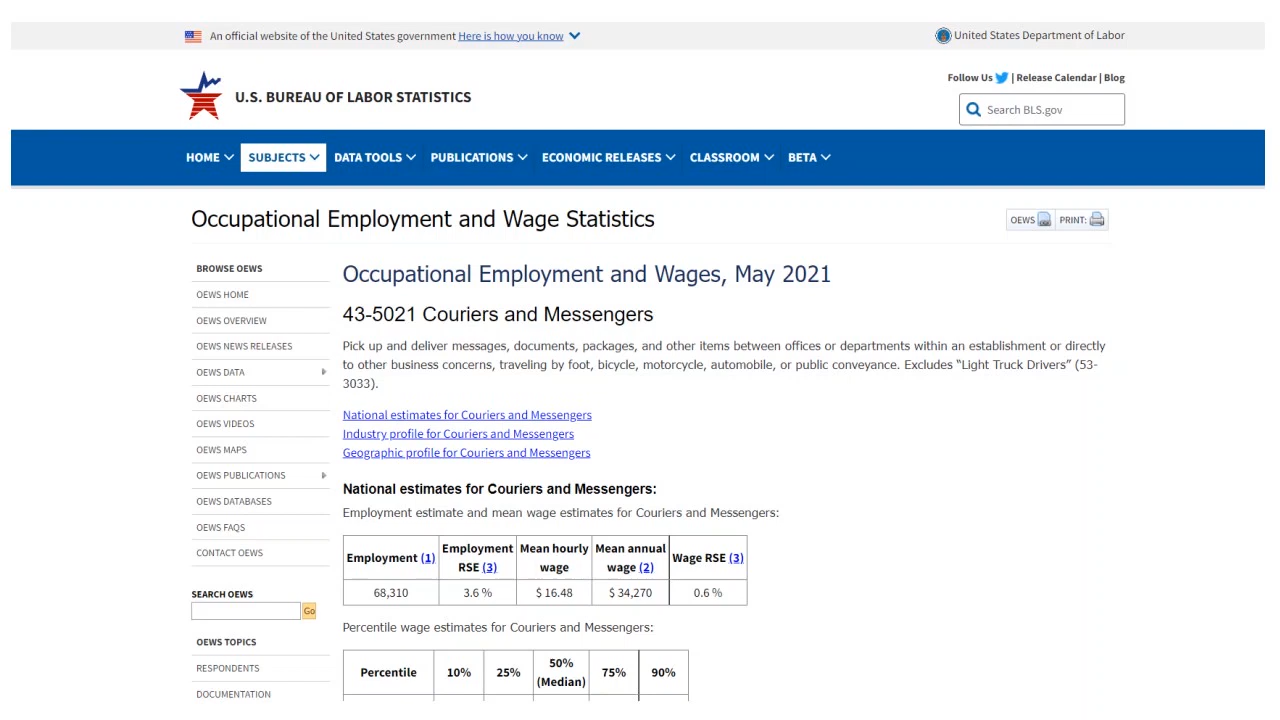 An official website of the United States government Here is how you know
United States Department of Labor
Follow Us | Release Calendar | Blog
U.S. BUREAU OF LABOR STATISTICS
Search BLS.gov
HOME SUBJECTS DATA TOOLS PUBLICATIONS ECONOMIC RELEASES CLASSROOM BETA
Occupational Employment and Wage Statistics
OEWS PRINT:
BROWSE OEWS
OEWS HOME
OEWS OVERVIEW
OEWS NEWS RELEASES
OEWS DATA
OEWS CHARTS
OEWS VIDEOS
OEWS MAPS
OEWS PUBLICATIONS
OEWS DATABASES
OEWS FAQS
CONTACT OEWS
SEARCH OEWS
Go
OEWS TOPICS
RESPONDENTS
DOCUMENTATION
Occupational Employment and Wages, May 2021
43-5021 Couriers and Messengers
Pick up and deliver messages, documents, packages, and other items between offices or departments within an establishment or directly
to other business concerns, traveling by foot, bicycle, motorcycle, automobile, or public conveyance. Excludes “Light Truck Drivers” (53-
3033).
National estimates for Couriers and Messengers
Industry profile for Couriers and Messengers
Geographic profile for Couriers and Messengers
National estimates for Couriers and Messengers:
Employment estimate and mean wage estimates for Couriers and Messengers:
Employment (1) Employment RSE (3) Mean hourly wage Mean annual wage (2) Wage RSE (3)
68,310 3.6 % $ 16.48 $ 34,270 0.6 %
Percentile wage estimates for Couriers and Messengers:
Percentile 10% 25% 50% (Median) 75% 90%